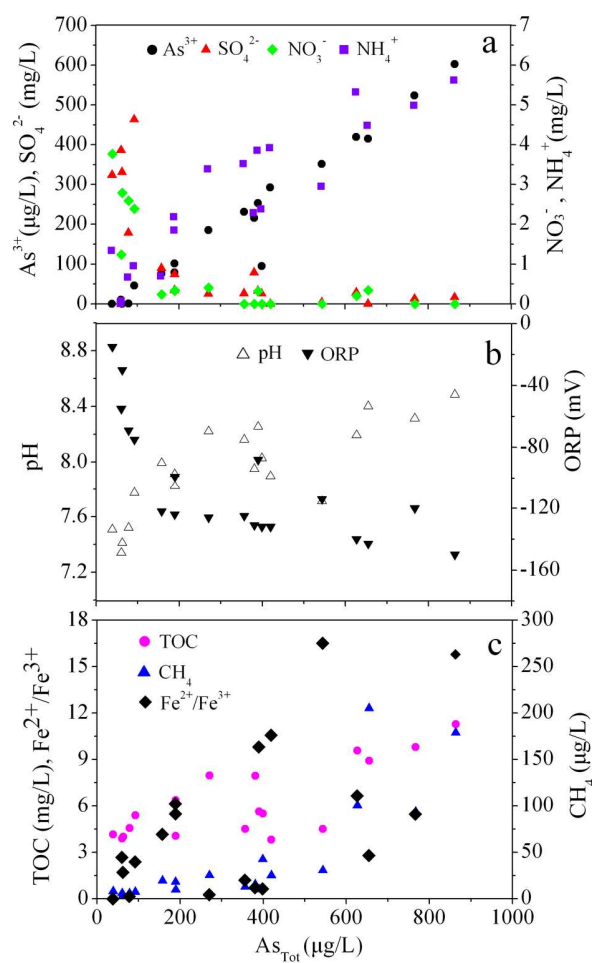 a
As³⁺ SO₄²⁻ NO₃⁻ NH₄⁺
As³⁺(µg/L), SO₄²⁻ (mg/L)
700
600
500
400
300
200
100
0
NO₃⁻, NH₄⁺(mg/L)
7
6
5
4
3
2
1
0
b
pH ORP
pH
8.8
8.4
8.0
7.6
7.2
ORP (mV)
0
-40
-80
-120
-160
c
TOC
CH₄
Fe²⁺/Fe³⁺
TOC (mg/L), Fe²⁺/Fe³⁺
18
15
12
9
6
3
0
CH₄ (µg/L)
300
250
200
150
100
50
0
0 200 400 600 800 1000
As_Tot (µg/L)